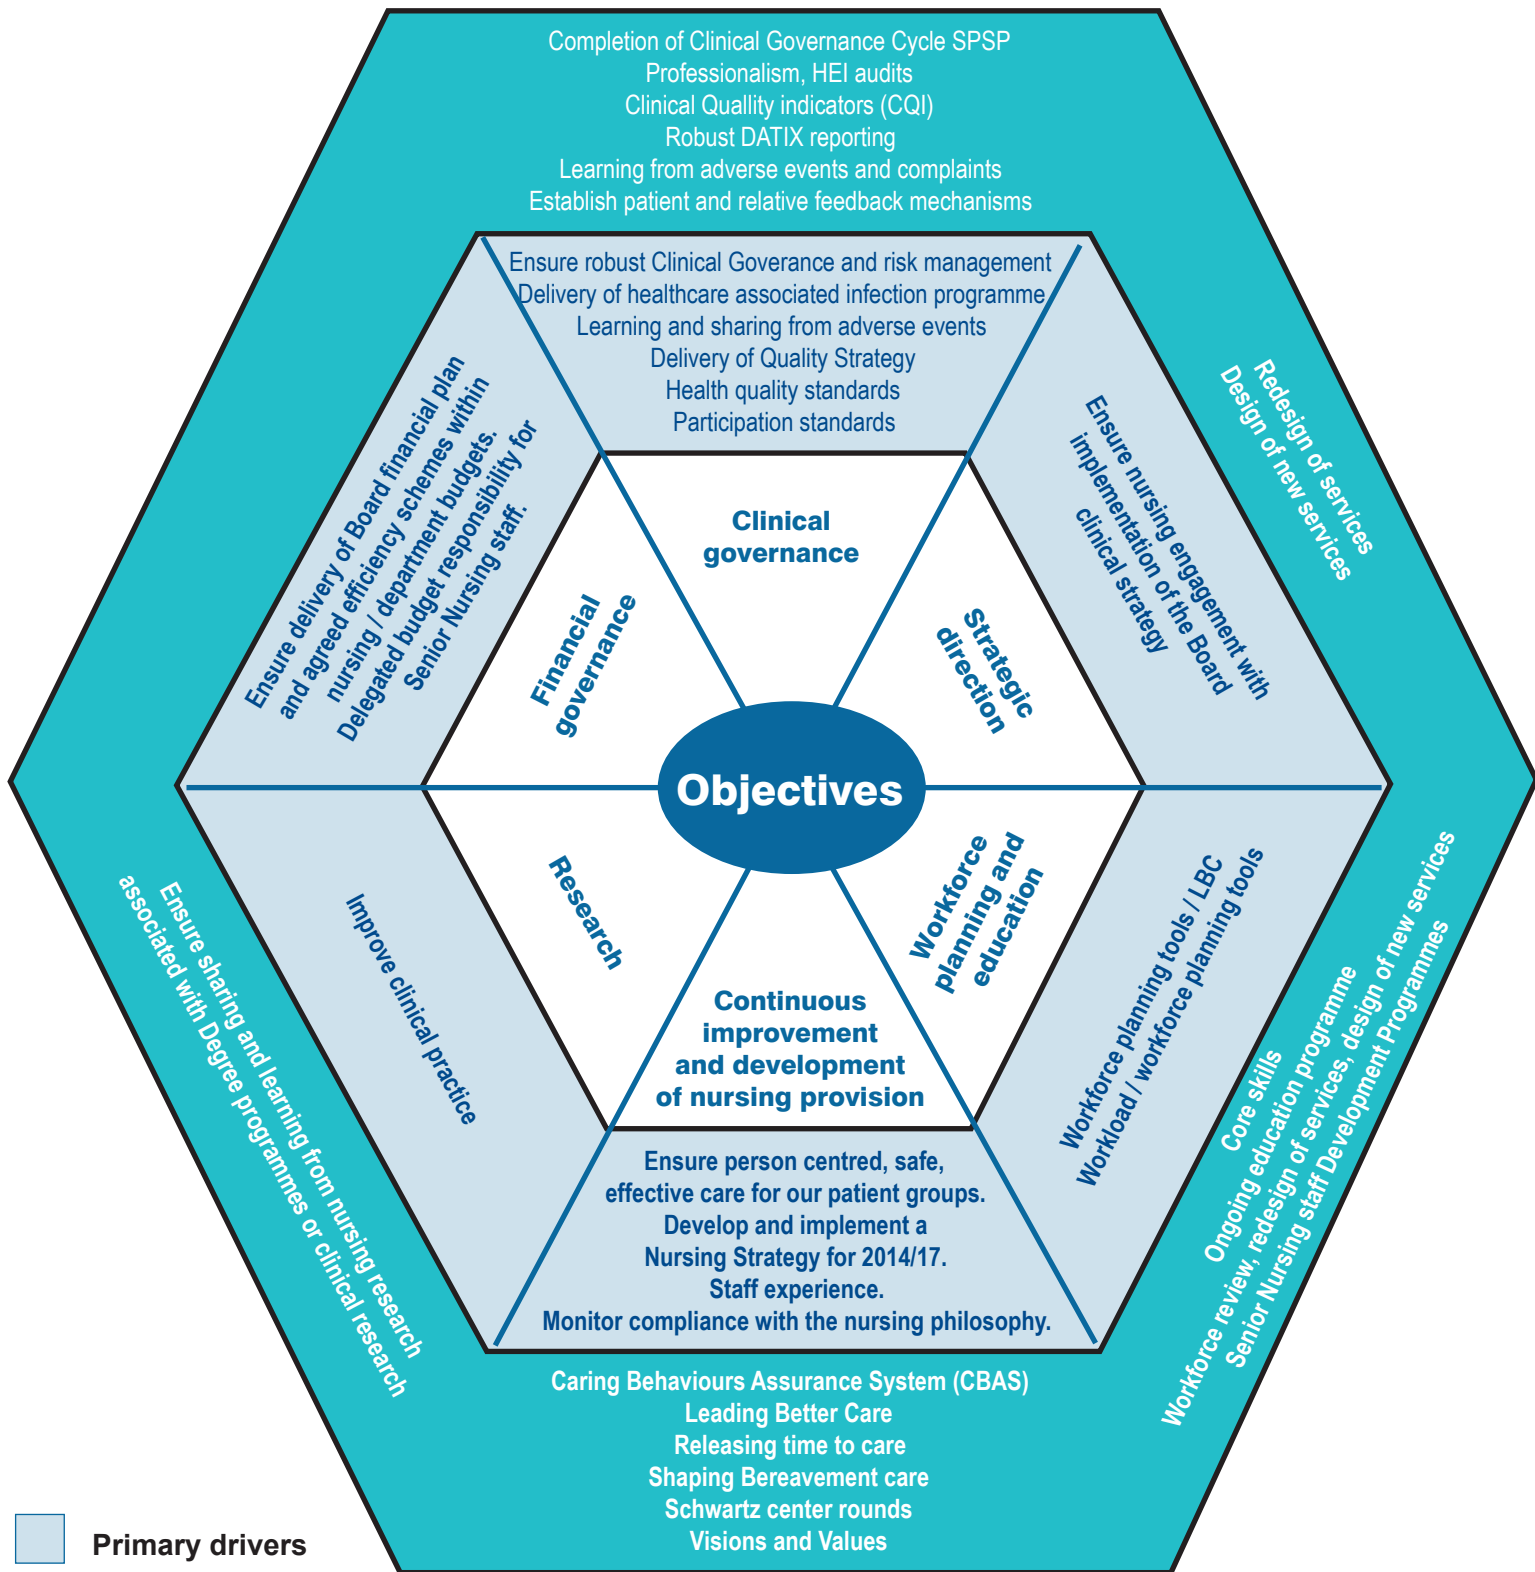 Completion of Clinical Governance Cycle SPSP
Professionalism, HEI audits
Clinical Quallity indicators (CQI)
Robust DATIX reporting
Learning from adverse events and complaints
Establish patient and relative feedback mechanisms
Ensure robust Clinical Goverance and risk management
Delivery of healthcare associated infection programme
Learning and sharing from adverse events
Delivery of Quality Strategy
Health quality standards
Participation standards
Ensure delivery of Board financial plan
and agreed efficiency schemes within
nursing / department budgets.
Delegated budget responsibility for
Senior Nursing staff.
Ensure nursing engagement with
implementation of the Board
clinical strategy
Redesign of services
Design of new services
Clinical
governance
Financial
governance
Strategic
direction
Objectives
Research
Workforce
planning and
education
Continuous
improvement
and development
of nursing provision
Improve clinical practice
Workforce planning tools / LBC
Workload / workforce planning tools
Ensure sharing and learning from nursing research
associated with Degree programmes or clinical research
Core skills
Ongoing education programme
Workforce review, redesign of services, design of new services
Senior Nursing staff Development Programmes
Ensure person centred, safe,
effective care for our patient groups.
Develop and implement a
Nursing Strategy for 2014/17.
Staff experience.
Monitor compliance with the nursing philosophy.
Caring Behaviours Assurance System (CBAS)
Leading Better Care
Releasing time to care
Shaping Bereavement care
Schwartz center rounds
Visions and Values
Primary drivers